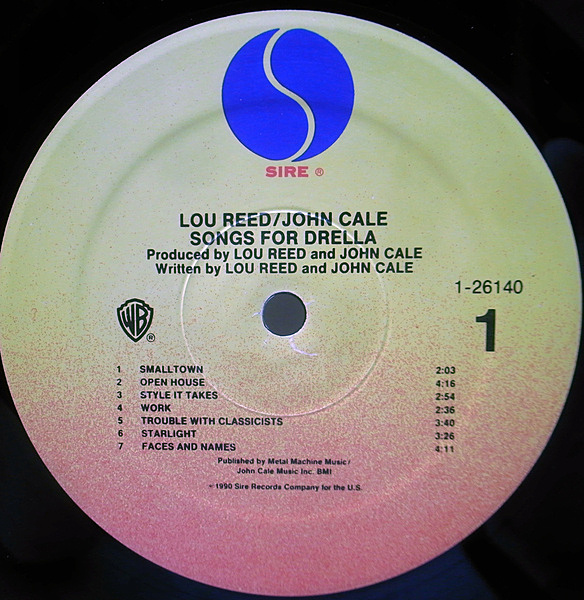 SIRE ®
LOU REED/JOHN CALE
SONGS FOR DRELLA
Produced by LOU REED and JOHN CALE
Written by LOU REED and JOHN CALE
1-26140
WB ®
1
1 SMALLTOWN 2:03
2 OPEN HOUSE 4:16
3 STYLE IT TAKES 2:54
4 WORK 2:36
5 TROUBLE WITH CLASSICISTS 3:40
6 STARLIGHT 3:26
7 FACES AND NAMES 4:11
Published by Metal Machine Music/
John Cale Music Inc. BMI
℗1990 Sire Records Company for the U.S.